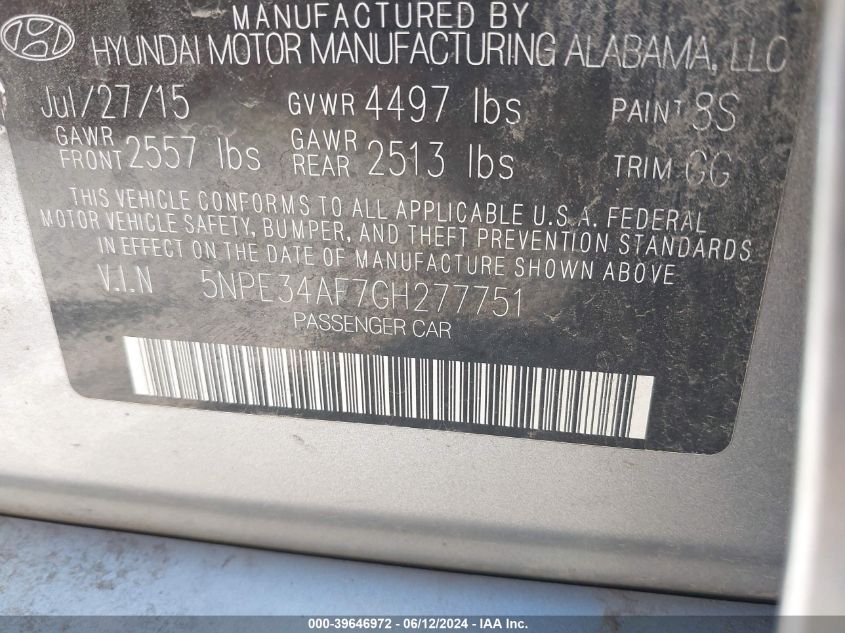 MANUFACTURED BY
HYUNDAI MOTOR MANUFACTURING ALABAMA, LLC
Jul/27/15 GVWR 4497 lbs PAINT 8S
GAWR FRONT 2557 lbs GAWR REAR 2513 lbs TRIM GG
THIS VEHICLE CONFORMS TO ALL APPLICABLE U.S.A. FEDERAL
MOTOR VEHICLE SAFETY, BUMPER, AND THEFT PREVENTION STANDARDS
IN EFFECT ON THE DATE OF MANUFACTURE SHOWN ABOVE
V.I.N 5NPE34AF7GH277751
PASSENGER CAR
000-39646972 - 06/12/2024 - IAA Inc.